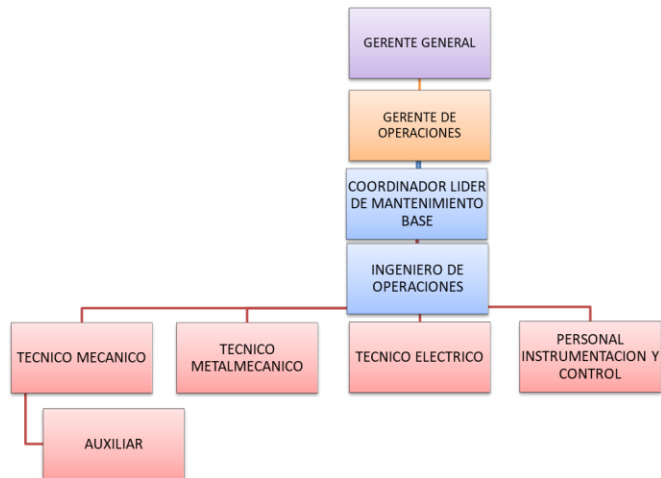 GERENTE GENERAL
GERENTE DE
OPERACIONES
COORDINADOR LIDER
DE MANTENIMIENTO
BASE
INGENIERO DE
OPERACIONES
TECNICO MECANICO
TECNICO
METALMECANICO
TECNICO ELECTRICO
PERSONAL
INSTRUMENTACION Y
CONTROL
AUXILIAR